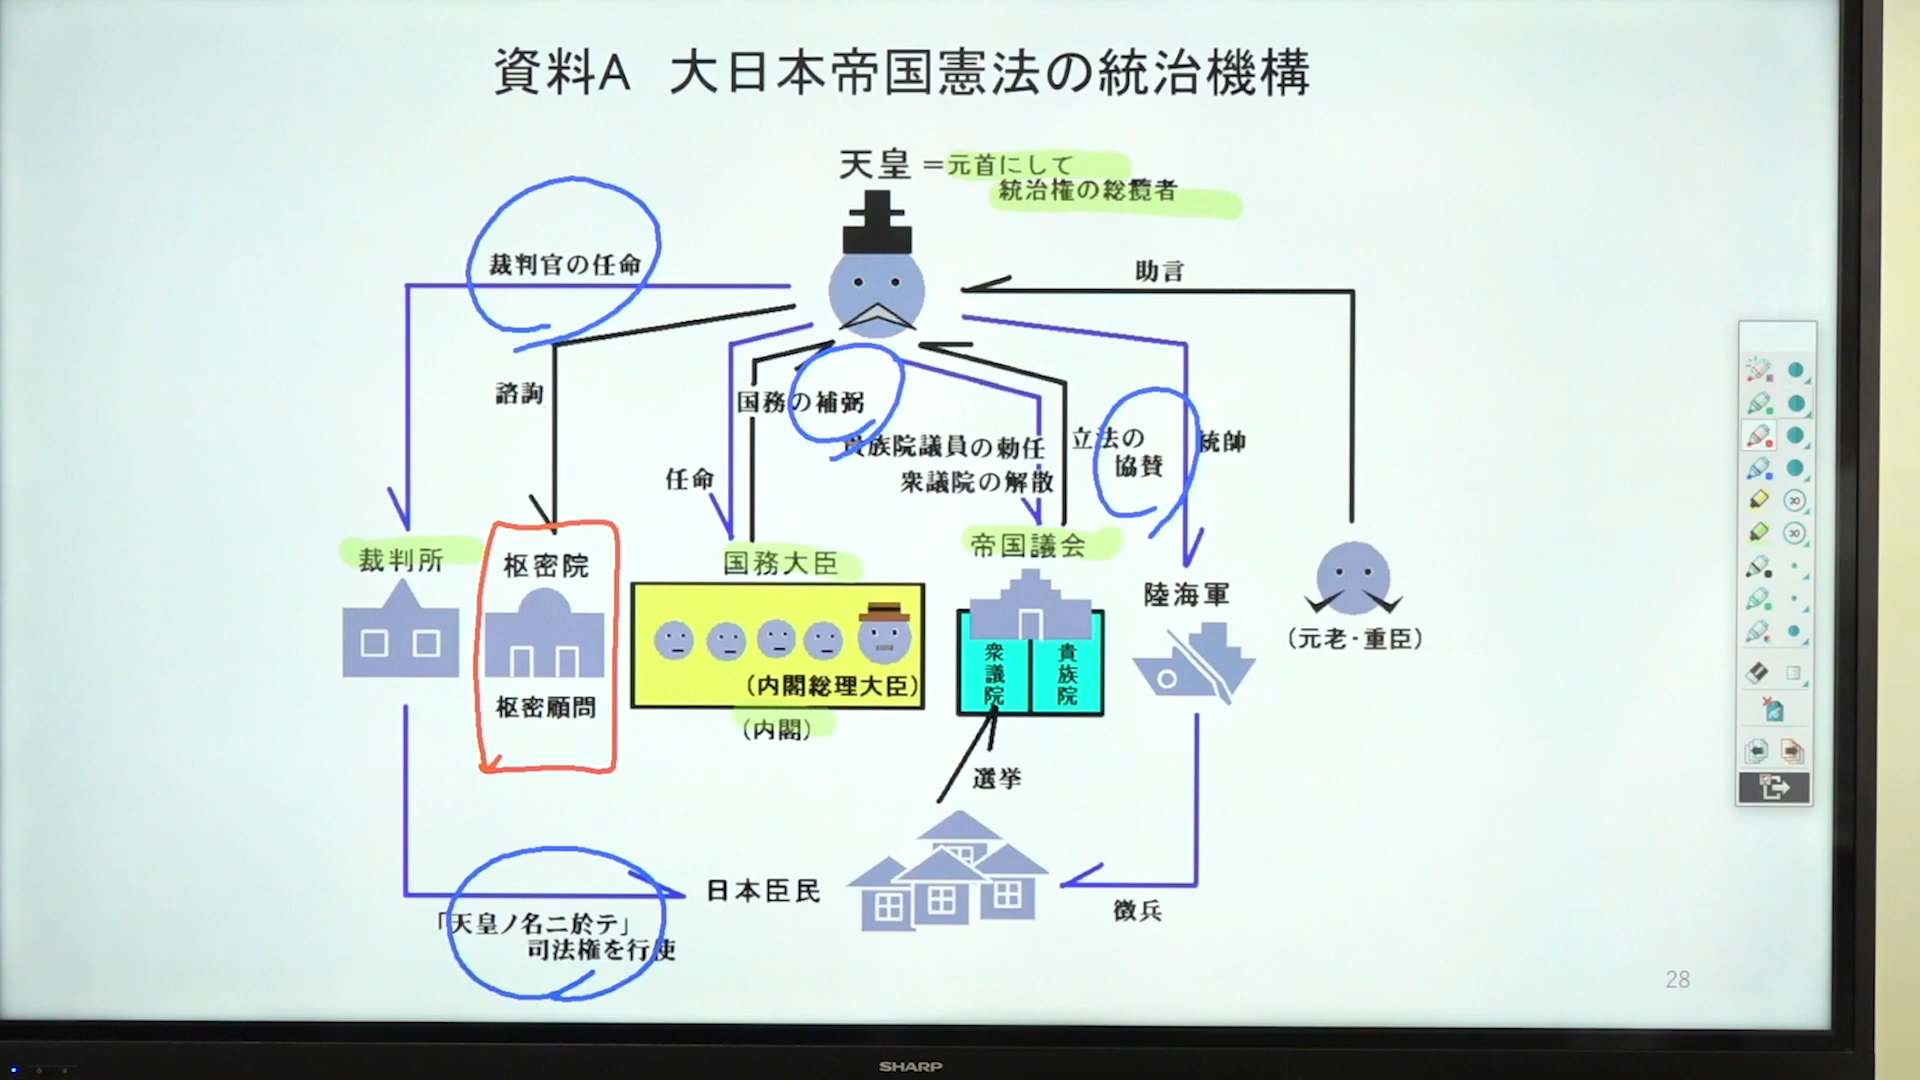 資料A 大日本帝国憲法の統治機構
天皇＝元首にして
統治権の総攬者
裁判官の任命
助言
諮詢
国務の補弼
貴族院議員の勅任
衆議院の解散
立法の
協賛
統帥
任命
裁判所
枢密院
国務大臣
帝国議会
陸海軍
(元老・重臣)
衆議院
貴族院
(内閣総理大臣)
枢密顧問
(内閣)
選挙
日本臣民
徴兵
「天皇ノ名ニ於テ」
司法権を行使
28
30
30
SHARP